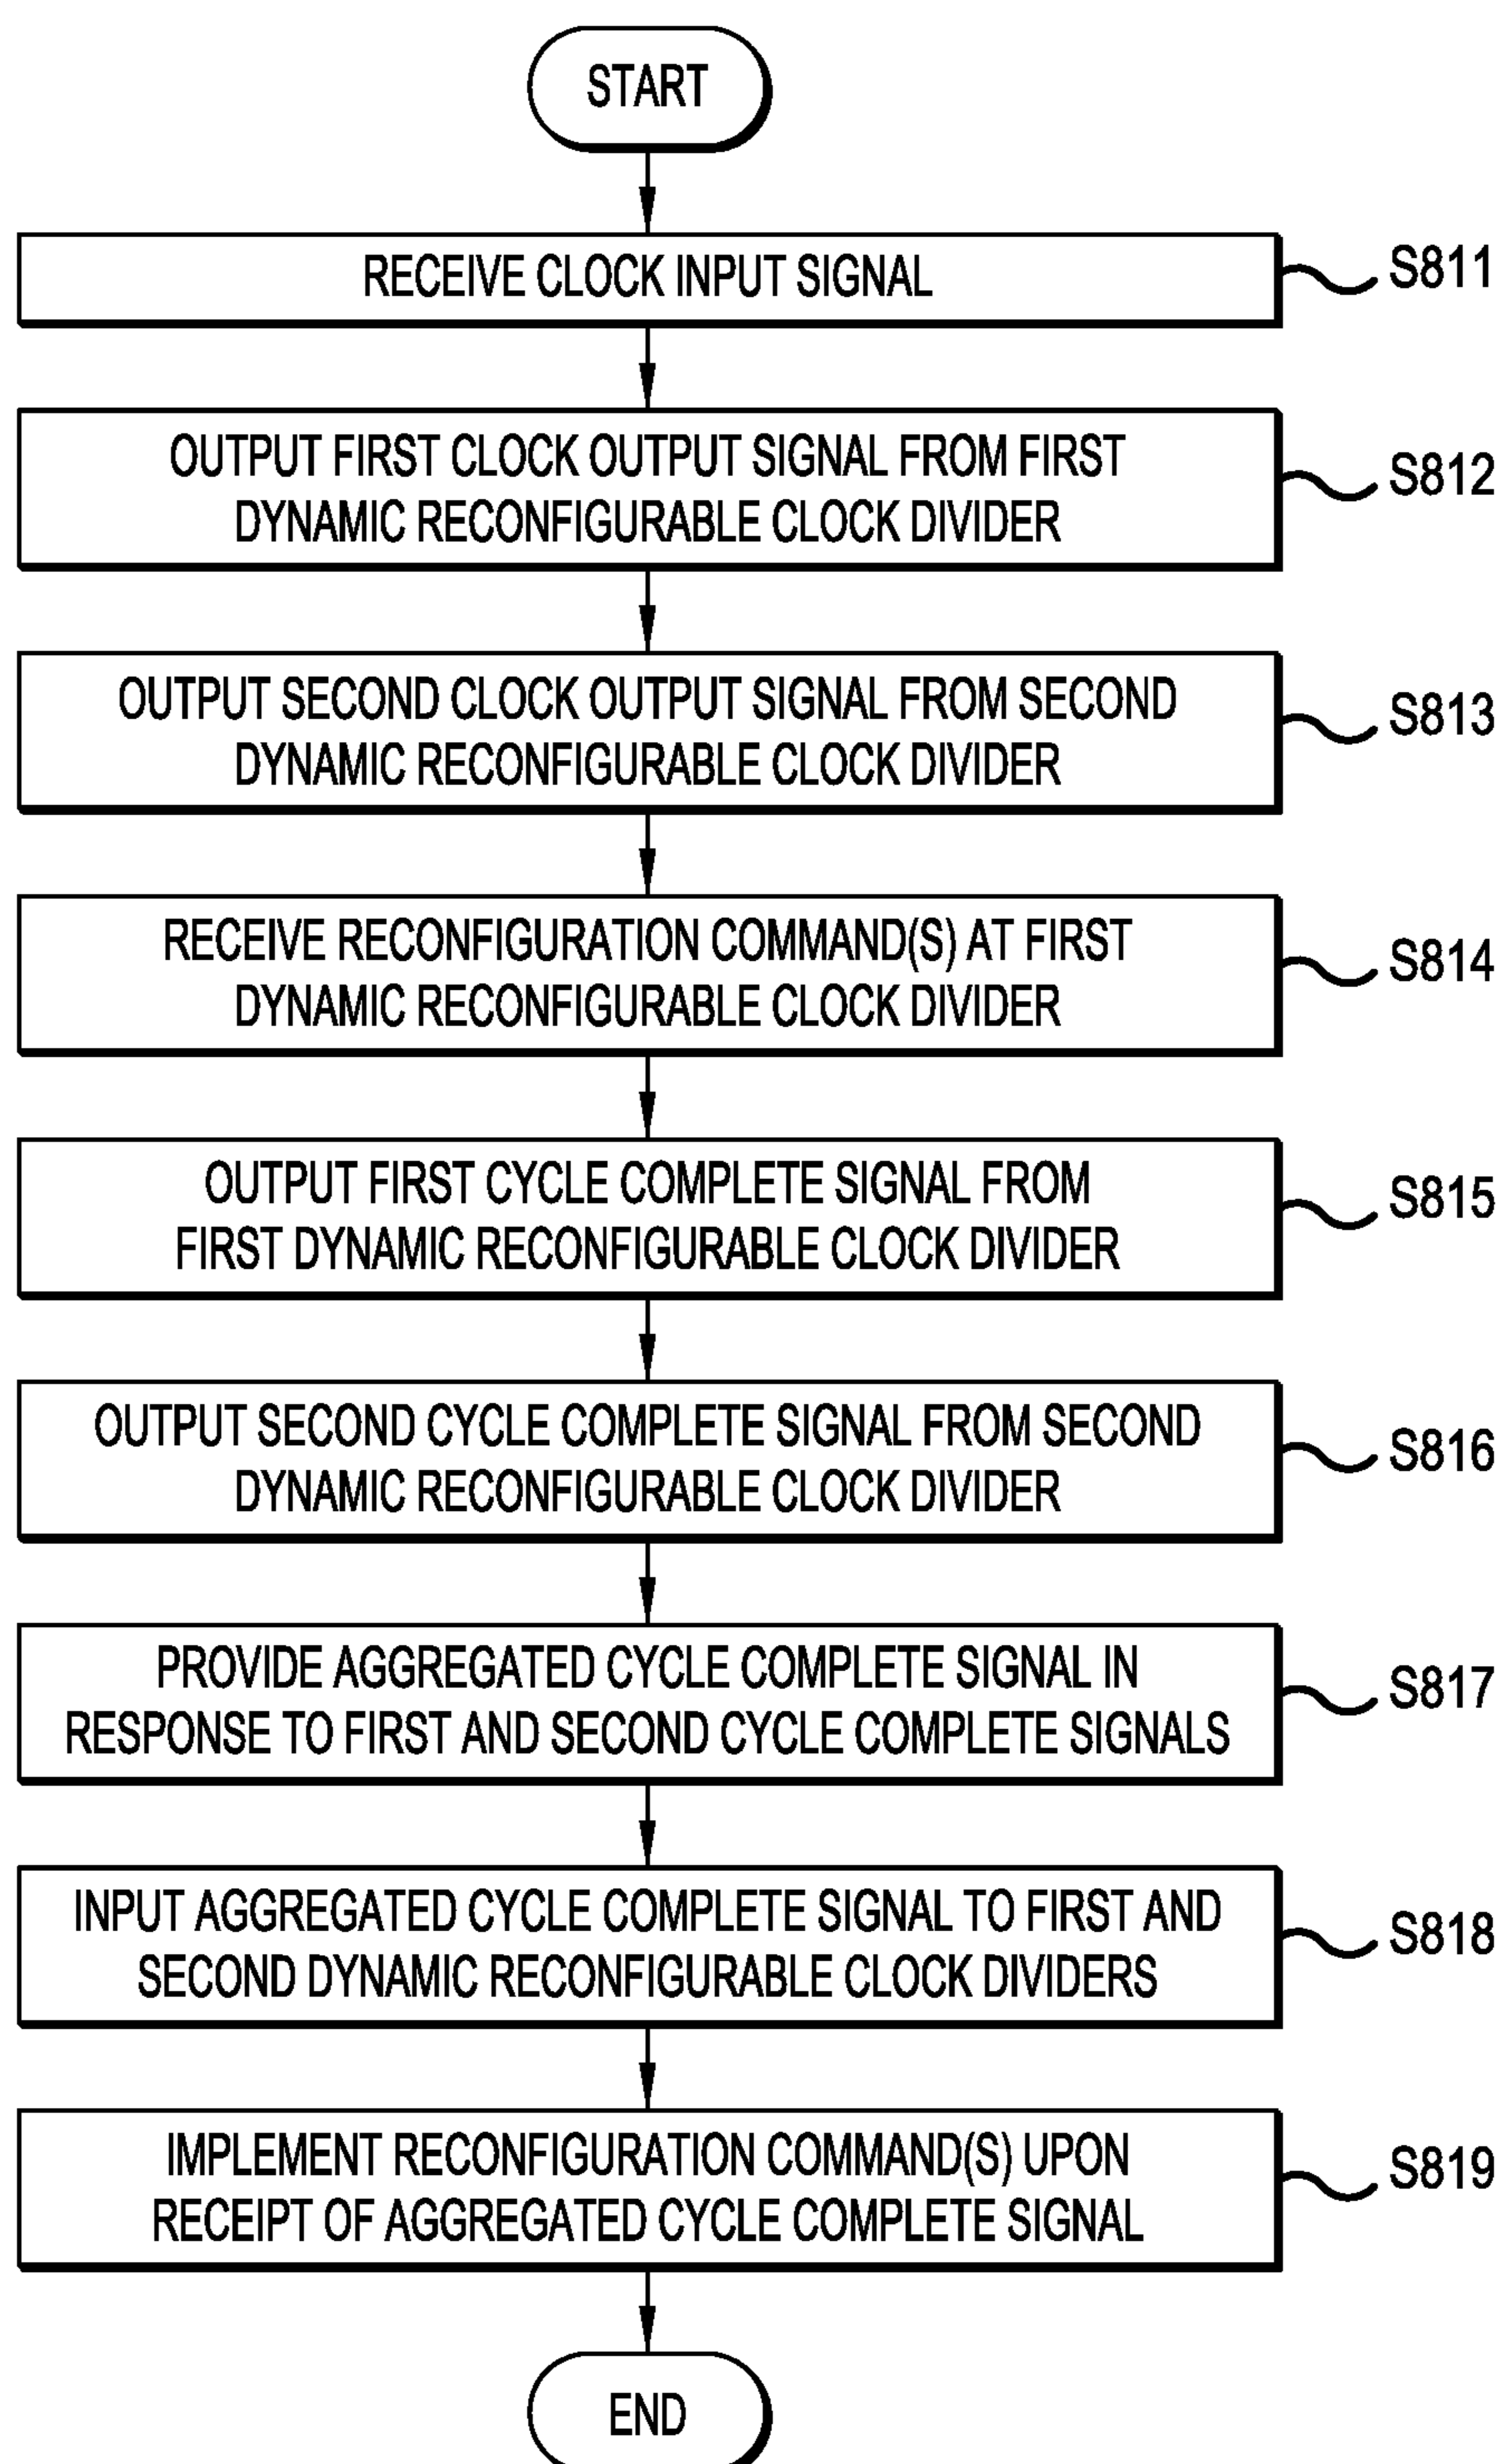 START
RECEIVE CLOCK INPUT SIGNAL
S811
OUTPUT FIRST CLOCK OUTPUT SIGNAL FROM FIRST
DYNAMIC RECONFIGURABLE CLOCK DIVIDER
S812
OUTPUT SECOND CLOCK OUTPUT SIGNAL FROM SECOND
DYNAMIC RECONFIGURABLE CLOCK DIVIDER
S813
RECEIVE RECONFIGURATION COMMAND(S) AT FIRST
DYNAMIC RECONFIGURABLE CLOCK DIVIDER
S814
OUTPUT FIRST CYCLE COMPLETE SIGNAL FROM
FIRST DYNAMIC RECONFIGURABLE CLOCK DIVIDER
S815
OUTPUT SECOND CYCLE COMPLETE SIGNAL FROM SECOND
DYNAMIC RECONFIGURABLE CLOCK DIVIDER
S816
PROVIDE AGGREGATED CYCLE COMPLETE SIGNAL IN
RESPONSE TO FIRST AND SECOND CYCLE COMPLETE SIGNALS
S817
INPUT AGGREGATED CYCLE COMPLETE SIGNAL TO FIRST AND
SECOND DYNAMIC RECONFIGURABLE CLOCK DIVIDERS
S818
IMPLEMENT RECONFIGURATION COMMAND(S) UPON
RECEIPT OF AGGREGATED CYCLE COMPLETE SIGNAL
S819
END